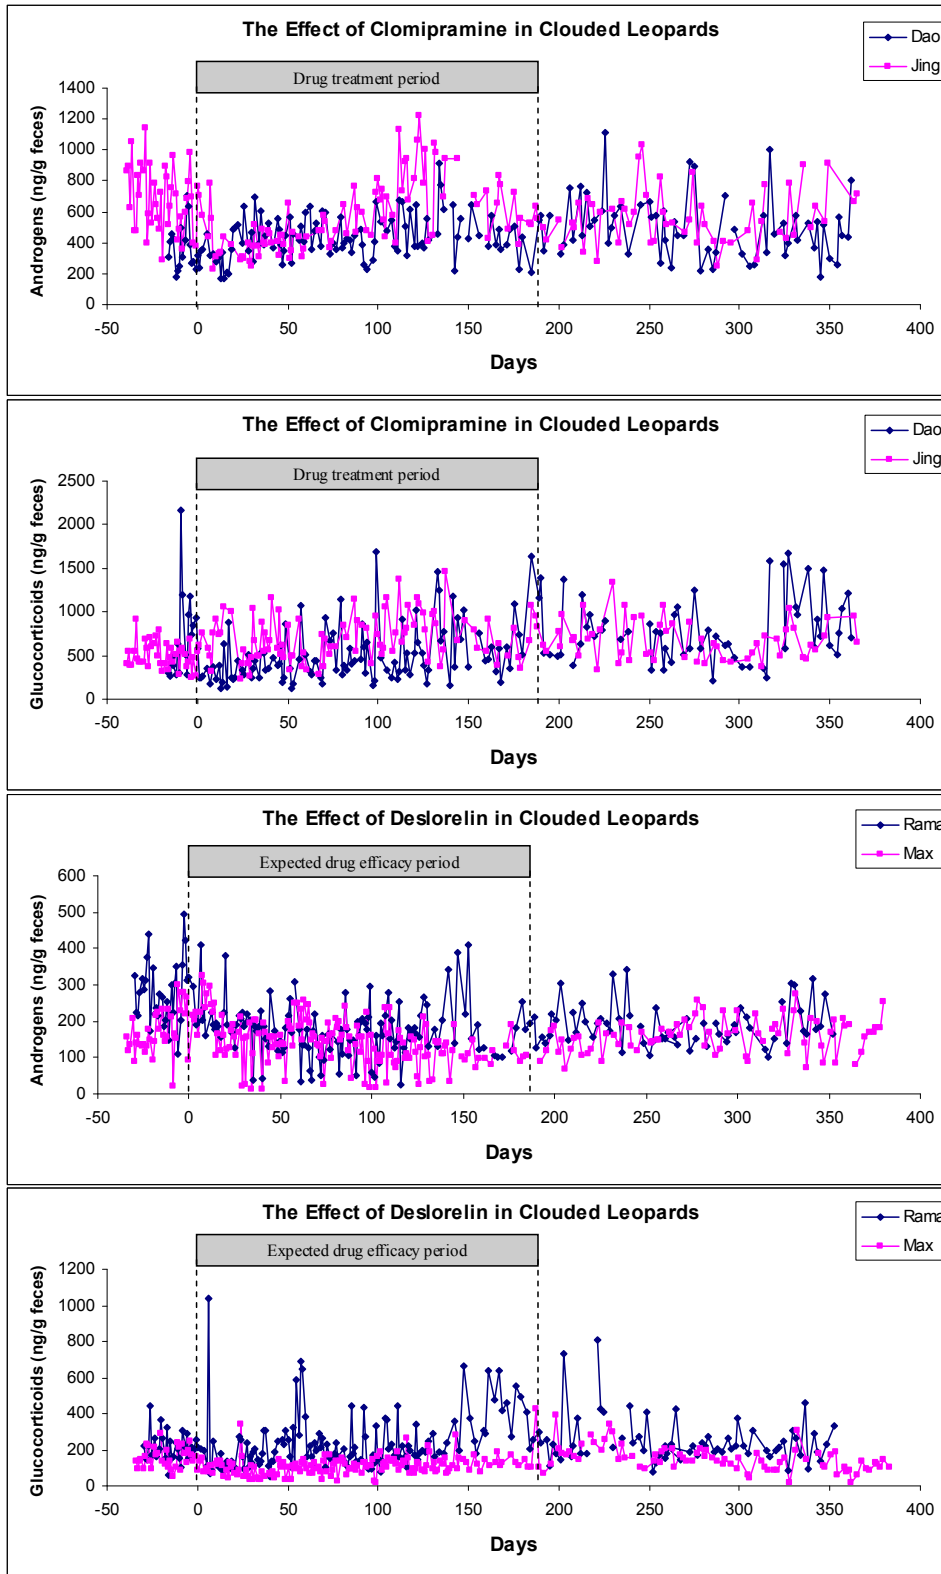 The Effect of Clomipramine in Clouded Leopards
Dao
Jing
Drug treatment period
Androgens (ng/g feces)
1400
1200
1000
800
600
400
200
0
-50 0 50 100 150 200 250 300 350 400
Days
The Effect of Clomipramine in Clouded Leopards
Dao
Jing
Drug treatment period
Glucocorticoids (ng/g feces)
2500
2000
1500
1000
500
0
-50 0 50 100 150 200 250 300 350 400
Days
The Effect of Deslorelin in Clouded Leopards
Rama
Max
Expected drug efficacy period
Androgens (ng/g feces)
600
500
400
300
200
100
0
-50 0 50 100 150 200 250 300 350 400
Days
The Effect of Deslorelin in Clouded Leopards
Rama
Max
Expected drug efficacy period
Glucocorticoids (ng/g feces)
1200
1000
800
600
400
200
0
-50 0 50 100 150 200 250 300 350 400
Days